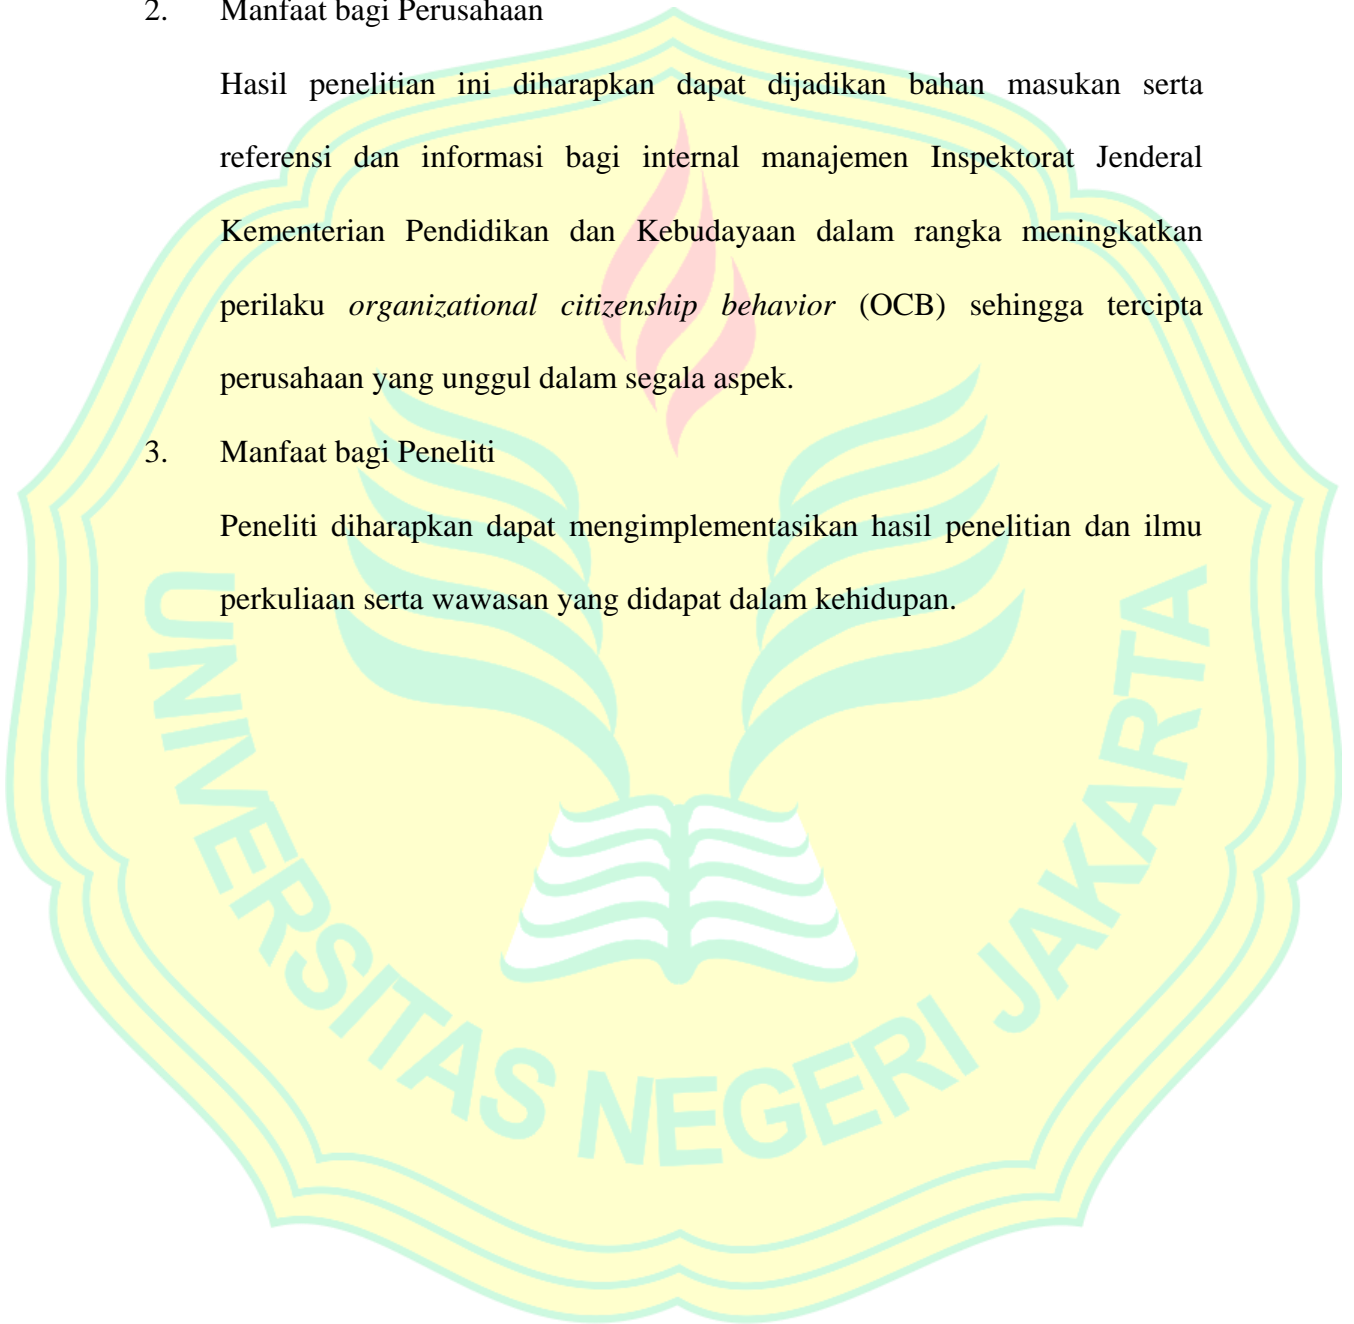 2. Manfaat bagi Perusahaan
Hasil penelitian ini diharapkan dapat dijadikan bahan masukan serta
referensi dan informasi bagi internal manajemen Inspektorat Jenderal
Kementerian Pendidikan dan Kebudayaan dalam rangka meningkatkan
perilaku organizational citizenship behavior (OCB) sehingga tercipta
perusahaan yang unggul dalam segala aspek.
3. Manfaat bagi Peneliti
Peneliti diharapkan dapat mengimplementasikan hasil penelitian dan ilmu
perkuliaan serta wawasan yang didapat dalam kehidupan.
UNIVERSITAS NEGERI JAKARTA